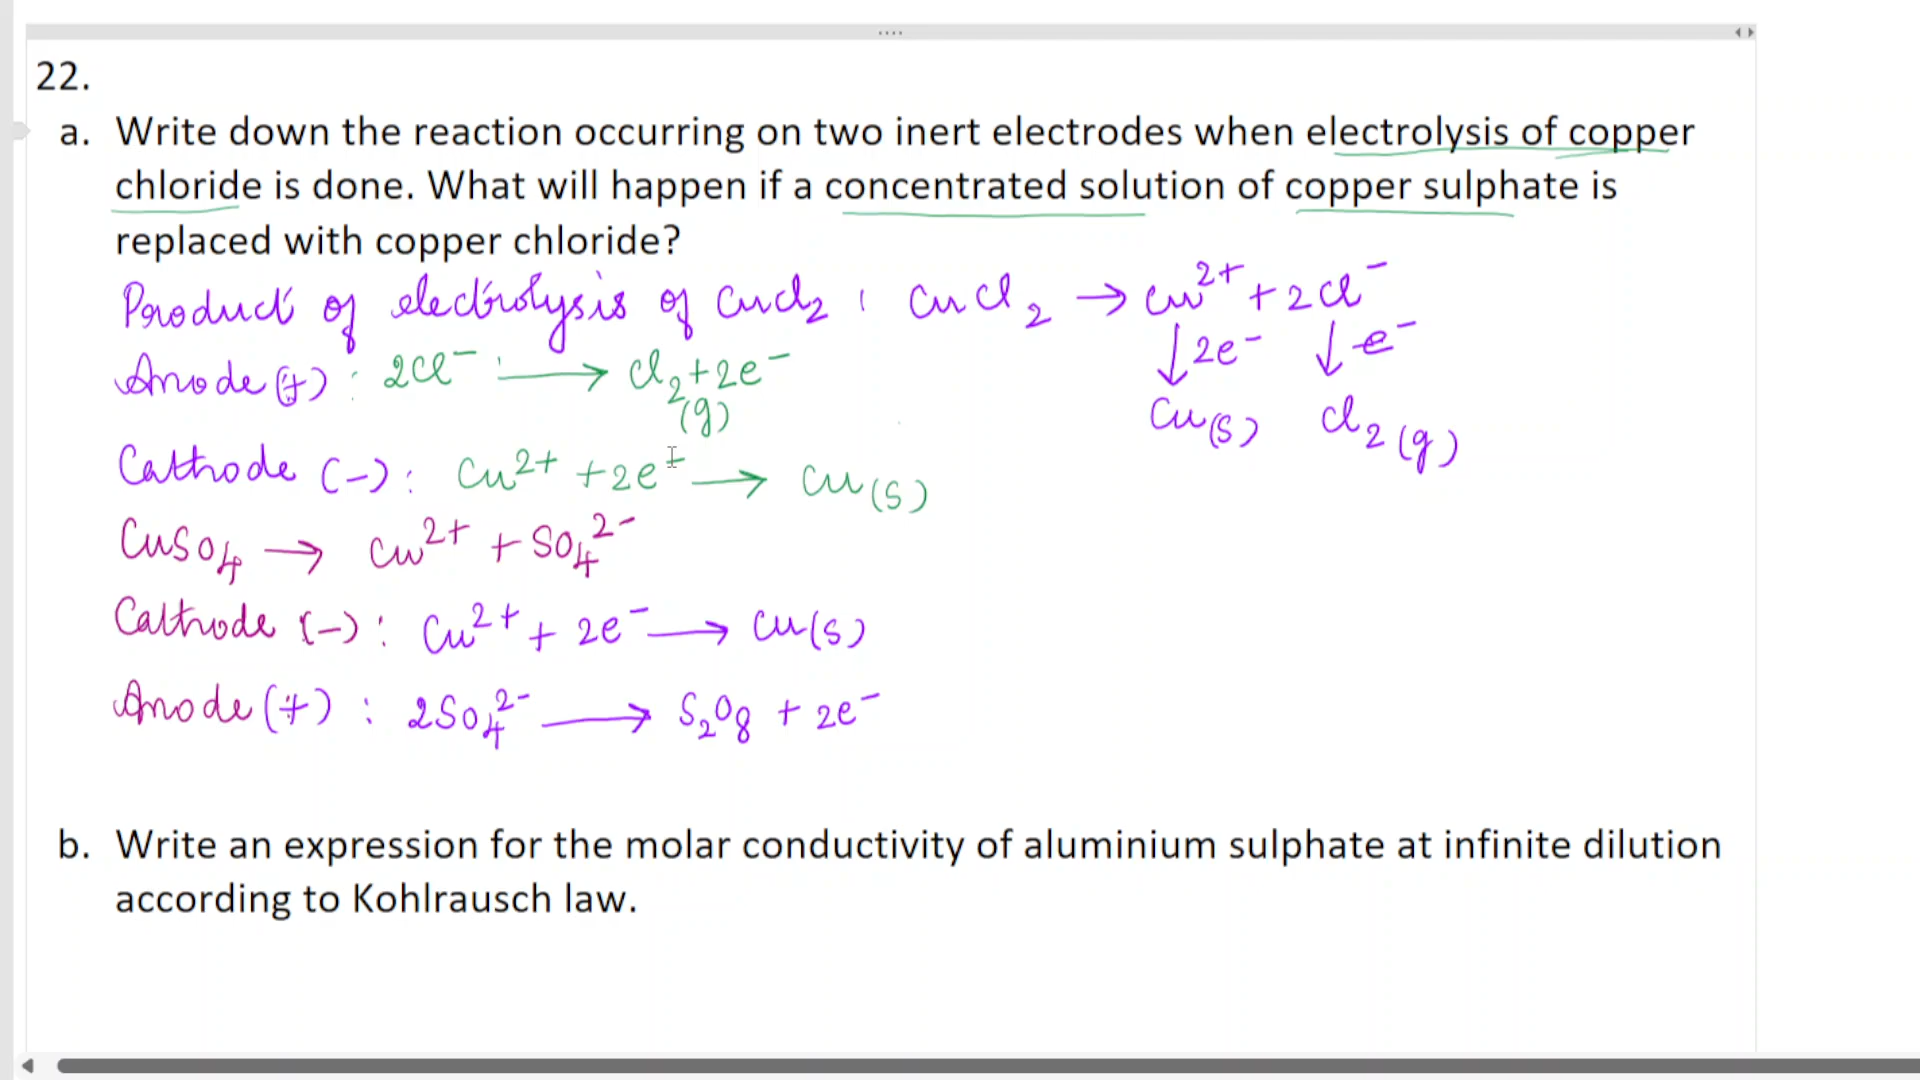 22.
a. Write down the reaction occurring on two inert electrodes when electrolysis of copper
chloride is done. What will happen if a concentrated solution of copper sulphate is
replaced with copper chloride?
Product of electrolysis of CuCl₂ : CuCl₂ → Cu²⁺ + 2Cl⁻
↓2e⁻ ↓e⁻
Anode (+) : 2Cl⁻ → Cl₂ + 2e⁻
(g)
Cu(s) Cl₂(g)
Cathode (-) : Cu²⁺ + 2e⁻ → Cu(s)
CuSO₄ → Cu²⁺ + SO₄²⁻
Cathode (-) : Cu²⁺ + 2e⁻ → Cu(s)
Anode (+) : 2SO₄²⁻ → S₂O₈ + 2e⁻
b. Write an expression for the molar conductivity of aluminium sulphate at infinite dilution
according to Kohlrausch law.